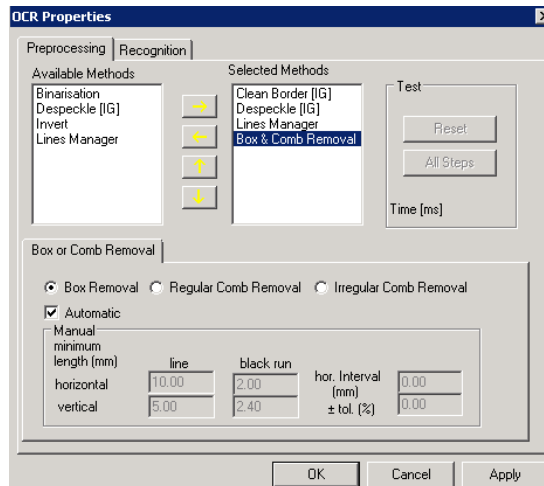 OCR Properties
Preprocessing Recognition
Available Methods
Binarisation
Despeckle [IG]
Invert
Lines Manager
Selected Methods
Clean Border [IG]
Despeckle [IG]
Lines Manager
Box & Comb Removal
Test
Reset
All Steps
Time [ms]
Box or Comb Removal
Box Removal Regular Comb Removal Irregular Comb Removal
Automatic
Manual
minimum
length (mm) line black run
horizontal 10.00 2.00
vertical 5.00 2.40
hor. Interval
(mm) 0.00
± tol. (%) 0.00
OK Cancel Apply